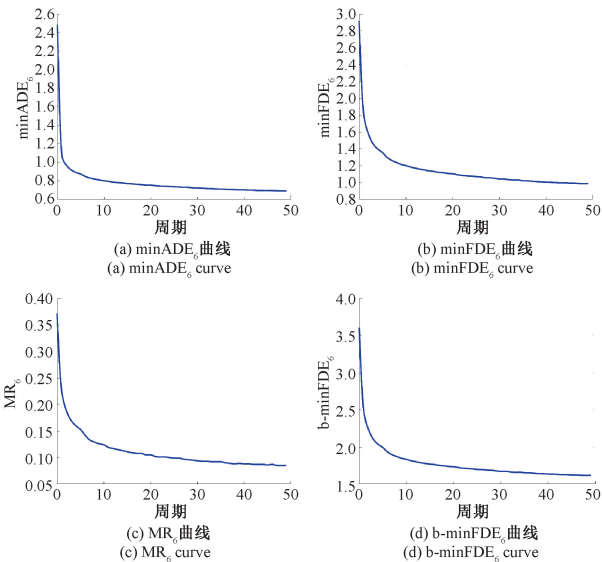 2.6
2.4
2.2
2.0
1.8
1.6
1.4
1.2
1.0
0.8
0.6
minADE6
0 10 20 30 40 50
周期
(a) minADE6曲线
(a) minADE6 curve
3.0
2.8
2.6
2.4
2.2
2.0
1.8
1.6
1.4
1.2
1.0
0.8
minFDE6
0 10 20 30 40 50
周期
(b) minFDE6曲线
(b) minFDE6 curve
0.40
0.35
0.30
0.25
0.20
0.15
0.10
0.05
MR6
0 10 20 30 40 50
周期
(c) MR6曲线
(c) MR6 curve
4.0
3.5
3.0
2.5
2.0
1.5
b-minFDE6
0 10 20 30 40 50
周期
(d) b-minFDE6曲线
(d) b-minFDE6 curve